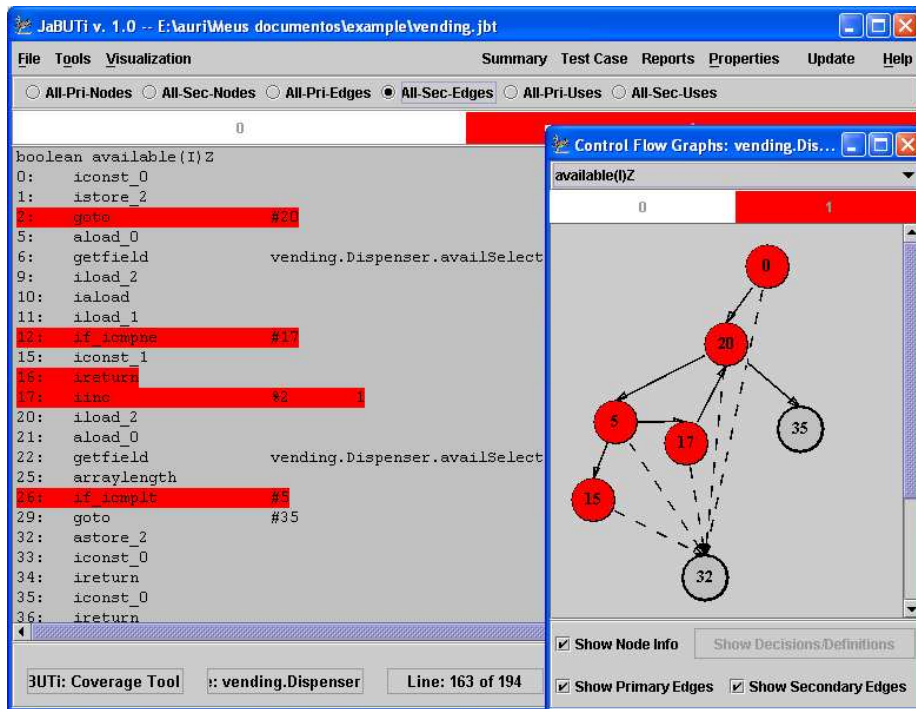 JaBUTi v. 1.0 -- E:\auri\Meus documentos\example\vending.jbt
File Tools Visualization Summary Test Case Reports Properties Update Help
All-Pri-Nodes All-Sec-Nodes All-Pri-Edges All-Sec-Edges All-Pri-Uses All-Sec-Uses
0
boolean available(I)Z
0: iconst_0
1: istore_2
2: goto #20
5: aload_0
6: getfield vending.Dispenser.availSelect
9: iload_2
10: iaload
11: iload_1
12: if_icmpne #17
15: iconst_1
16: ireturn
17: iinc %2 1
20: iload_2
21: aload_0
22: getfield vending.Dispenser.availSelect
25: arraylength
26: if_icmplt #5
29: goto #35
32: astore_2
33: iconst_0
34: ireturn
35: iconst_0
36: ireturn
BUTi: Coverage Tool
: vending.Dispenser
Line: 163 of 194
Control Flow Graphs: vending.Dis...
available(I)Z
0 1
0
20
5
17
35
15
32
Show Node Info Show Decisions/Definitions
Show Primary Edges Show Secondary Edges